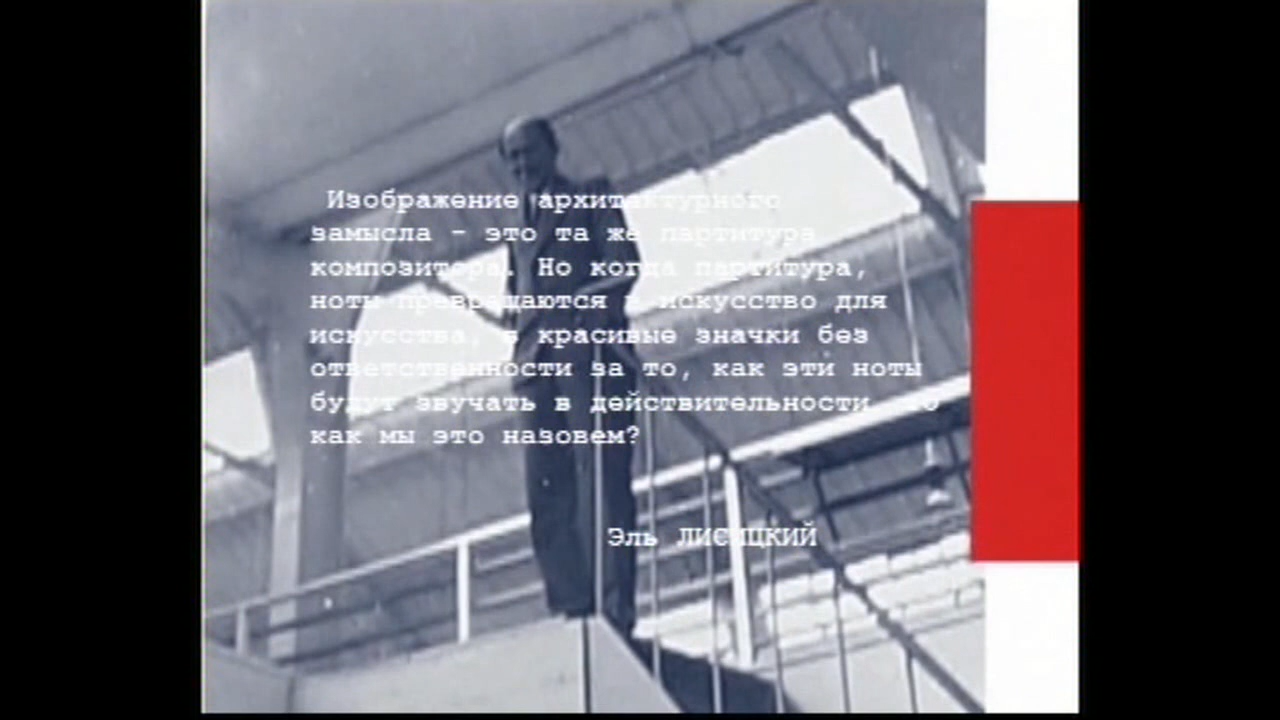 Изображение архитектурного
замысла – это та же партитура
композитора. Но когда партитура,
ноты превращаются в искусство для
искусства, в красивые значки без
ответственности за то, как эти ноты
будут звучать в действительности, то
как мы это назовем?
Эль ЛИСИЦКИЙ